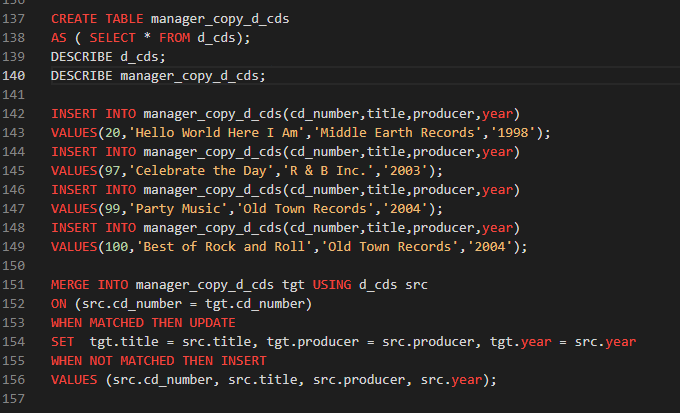 137 CREATE TABLE manager_copy_d_cds
138 AS ( SELECT * FROM d_cds);
139 DESCRIBE d_cds;
140 DESCRIBE manager_copy_d_cds;
141
142 INSERT INTO manager_copy_d_cds(cd_number,title,producer,year)
143 VALUES(20,'Hello World Here I Am','Middle Earth Records','1998');
144 INSERT INTO manager_copy_d_cds(cd_number,title,producer,year)
145 VALUES(97,'Celebrate the Day','R & B Inc.','2003');
146 INSERT INTO manager_copy_d_cds(cd_number,title,producer,year)
147 VALUES(99,'Party Music','Old Town Records','2004');
148 INSERT INTO manager_copy_d_cds(cd_number,title,producer,year)
149 VALUES(100,'Best of Rock and Roll','Old Town Records','2004');
150
151 MERGE INTO manager_copy_d_cds tgt USING d_cds src
152 ON (src.cd_number = tgt.cd_number)
153 WHEN MATCHED THEN UPDATE
154 SET  tgt.title = src.title, tgt.producer = src.producer, tgt.year = src.year
155 WHEN NOT MATCHED THEN INSERT
156 VALUES (src.cd_number, src.title, src.producer, src.year);
157